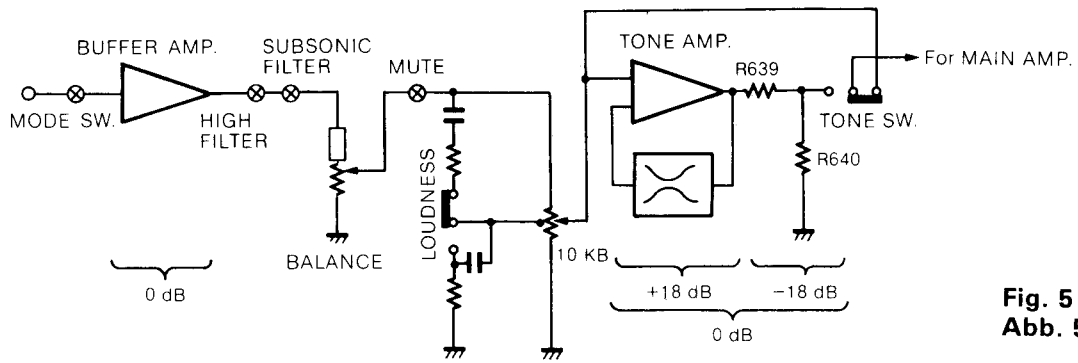 BUFFER AMP.
SUBSONIC
FILTER
MUTE
TONE AMP.
R639
For MAIN AMP.
MODE SW.
HIGH
FILTER
LOUDNESS
TONE SW.
R640
BALANCE
10 KB
0 dB
+18 dB
-18 dB
0 dB
Fig. 5
Abb. 5